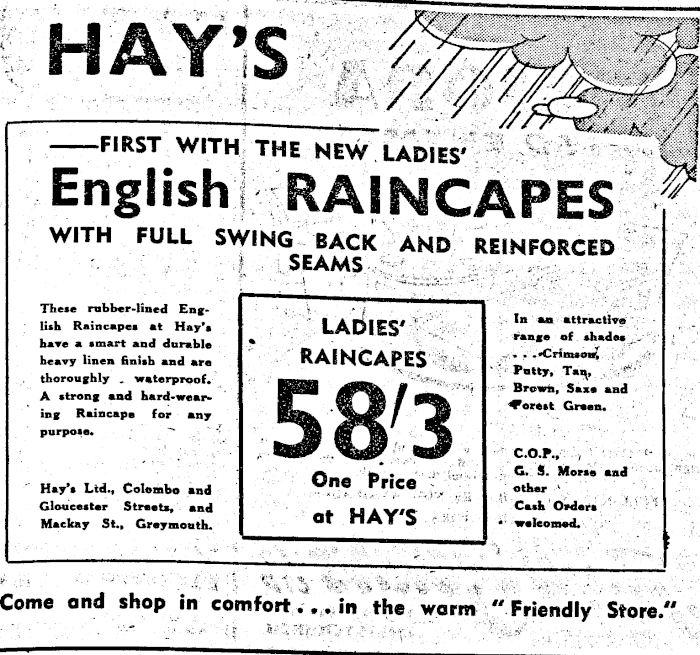 HAY'S
—FIRST WITH THE NEW LADIES'
English RAINCAPES
WITH FULL SWING BACK AND REINFORCED
SEAMS
These rubber-lined Eng-
lish Raincapes at Hay's
have a smart and durable
heavy linen finish and are
thoroughly waterproof.
A strong and hard-wear-
ing Raincape for any
purpose.
Hay's Ltd., Colombo and
Gloucester Streets, and
Mackay St., Greymouth.
LADIES'
RAINCAPES
58/3
One Price
at HAY'S
In an attractive
range of shades
. . . Crimson,
Putty, Tan,
Brown, Saxe and
Forest Green.
C.O.P.,
G. S. Morse and
other
Cash Orders
welcomed.
Come and shop in comfort . . . in the warm "Friendly Store."